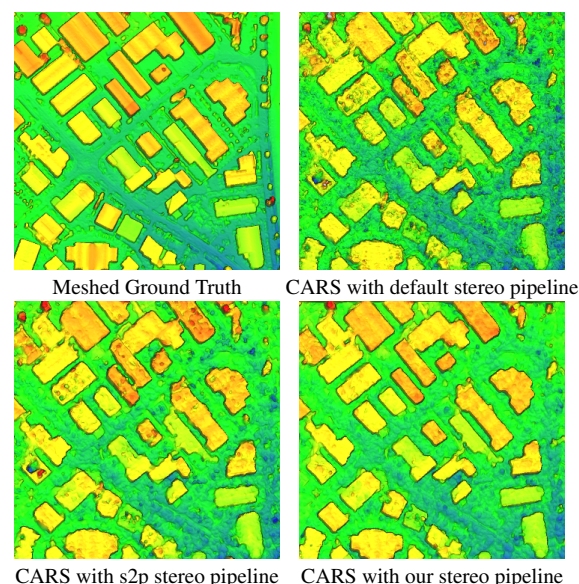 Meshed Ground Truth
CARS with default stereo pipeline
CARS with s2p stereo pipeline
CARS with our stereo pipeline